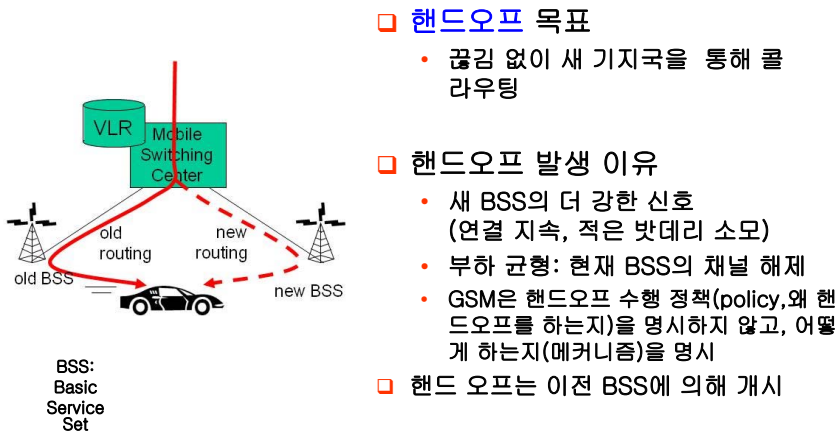 ❑ 핸드오프 목표
• 끊김 없이 새 기지국을 통해 콜
라우팅
❑ 핸드오프 발생 이유
• 새 BSS의 더 강한 신호
(연결 지속, 적은 밧데리 소모)
• 부하 균형: 현재 BSS의 채널 해제
• GSM은 핸드오프 수행 정책(policy,왜 핸
드오프를 하는지)을 명시하지 않고, 어떻
게 하는지(메커니즘)을 명시
❑ 핸드 오프는 이전 BSS에 의해 개시
VLR
Mobile
Switching
Center
old
routing
new
routing
old BSS
new BSS
BSS:
Basic
Service
Set